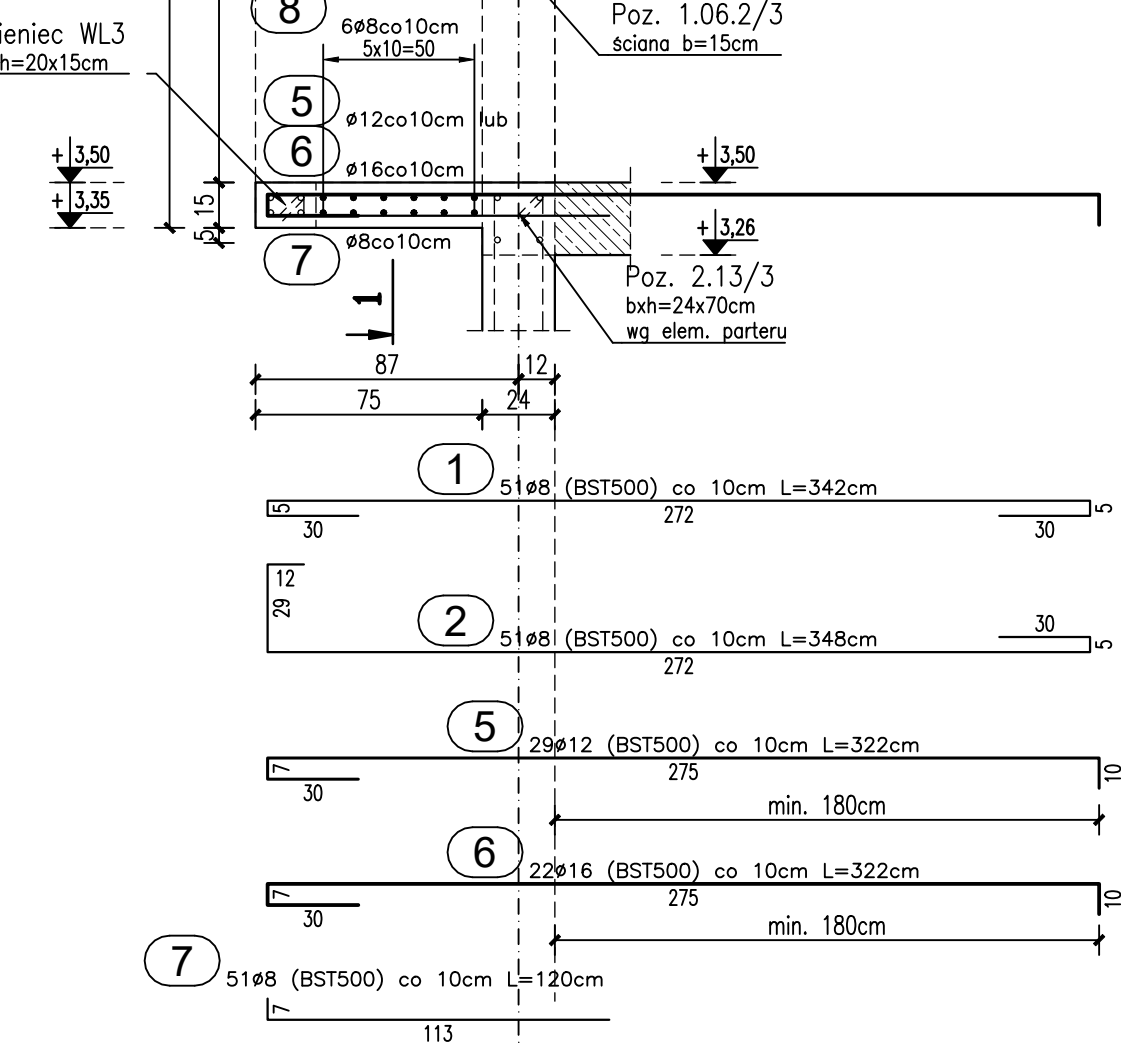 8
6ø8co10cm
5x10=50
Poz. 1.06.2/3
ściana b=15cm
ieniec WL3
h=20x15cm
5
ø12co10cm lub
6
ø16co10cm
+ 3,50
+ 3,35
15
5
+ 3,50
+ 3,26
7
ø8co10cm
1
Poz. 2.13/3
bxh=24x70cm
wg elem. parteru
87
12
75
24
1
51ø8 (BST500) co 10cm L=342cm
5
30
272
30
5
12
29
2
51ø8 (BST500) co 10cm L=348cm
272
30
5
5
29ø12 (BST500) co 10cm L=322cm
7
30
275
10
min. 180cm
6
22ø16 (BST500) co 10cm L=322cm
7
30
275
10
min. 180cm
7
51ø8 (BST500) co 10cm L=120cm
7
113